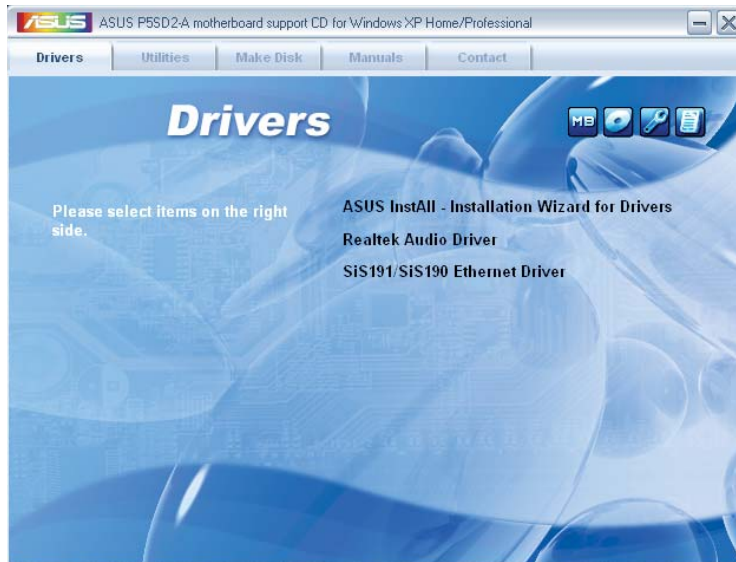 ASUS ASUS P5SD2-A motherboard support CD for Windows XP Home/Professional
Drivers Utilities Make Disk Manuals Contact
Drivers
MB
Please select items on the right
side.
ASUS InstAll - Installation Wizard for Drivers
Realtek Audio Driver
SiS191/SiS190 Ethernet Driver